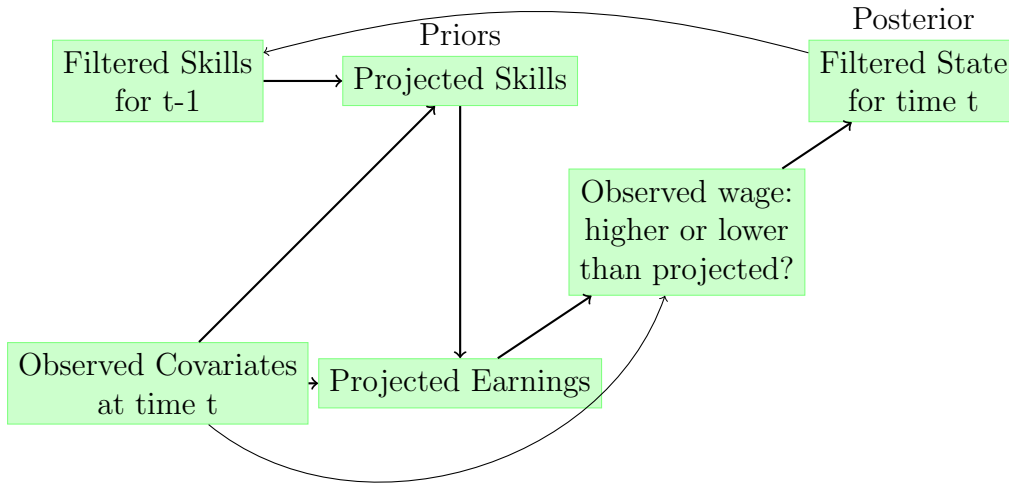 Posterior
Priors
Filtered Skills
for t-1
Projected Skills
Filtered State
for time t
Observed wage:
higher or lower
than projected?
Observed Covariates
at time t
Projected Earnings